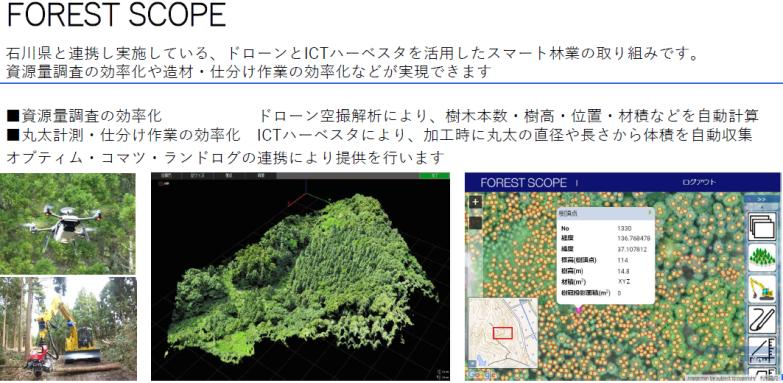 FOREST SCOPE
石川県と連携し実施している、ドローンとICTハーベスタを活用したスマート林業の取り組みです。
資源量調査の効率化や造材・仕分け作業の効率化などが実現できます
■資源量調査の効率化 ドローン空撮解析により、樹木本数・樹高・位置・材積などを自動計算
■丸太計測・仕分け作業の効率化 ICTハーベスタにより、加工時に丸太の直径や長さから体積を自動収集
オプティム・コマツ・ランドログの連携により提供を行います
FOREST SCOPE
ログアウト
樹頂点
No 1330
経度 136.768478
緯度 37.107812
標高(樹頂点) 114
樹高(m) 14.8
材積(m³) XYZ
樹冠投影面積(m²) 0